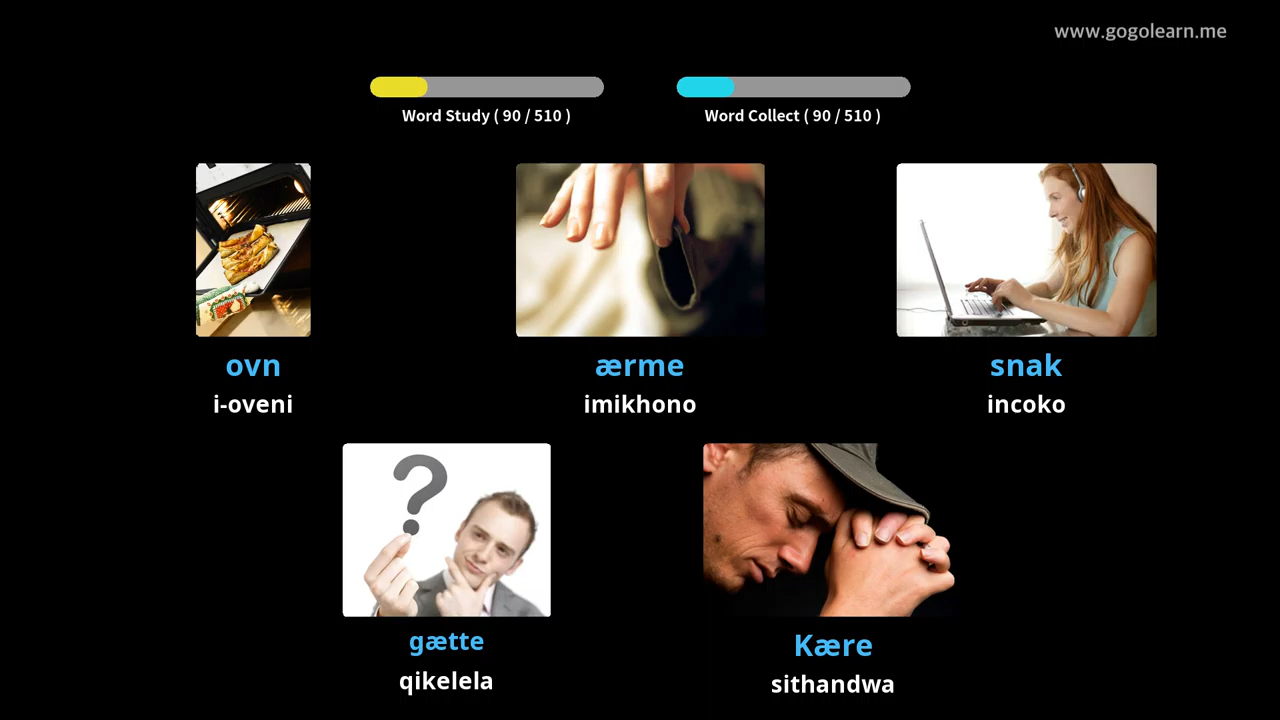 www.gogolearn.me
Word Study ( 90 / 510 )
Word Collect ( 90 / 510 )
ovn
i-oveni
ærme
imikhono
snak
incoko
gætte
qikelela
Kære
sithandwa